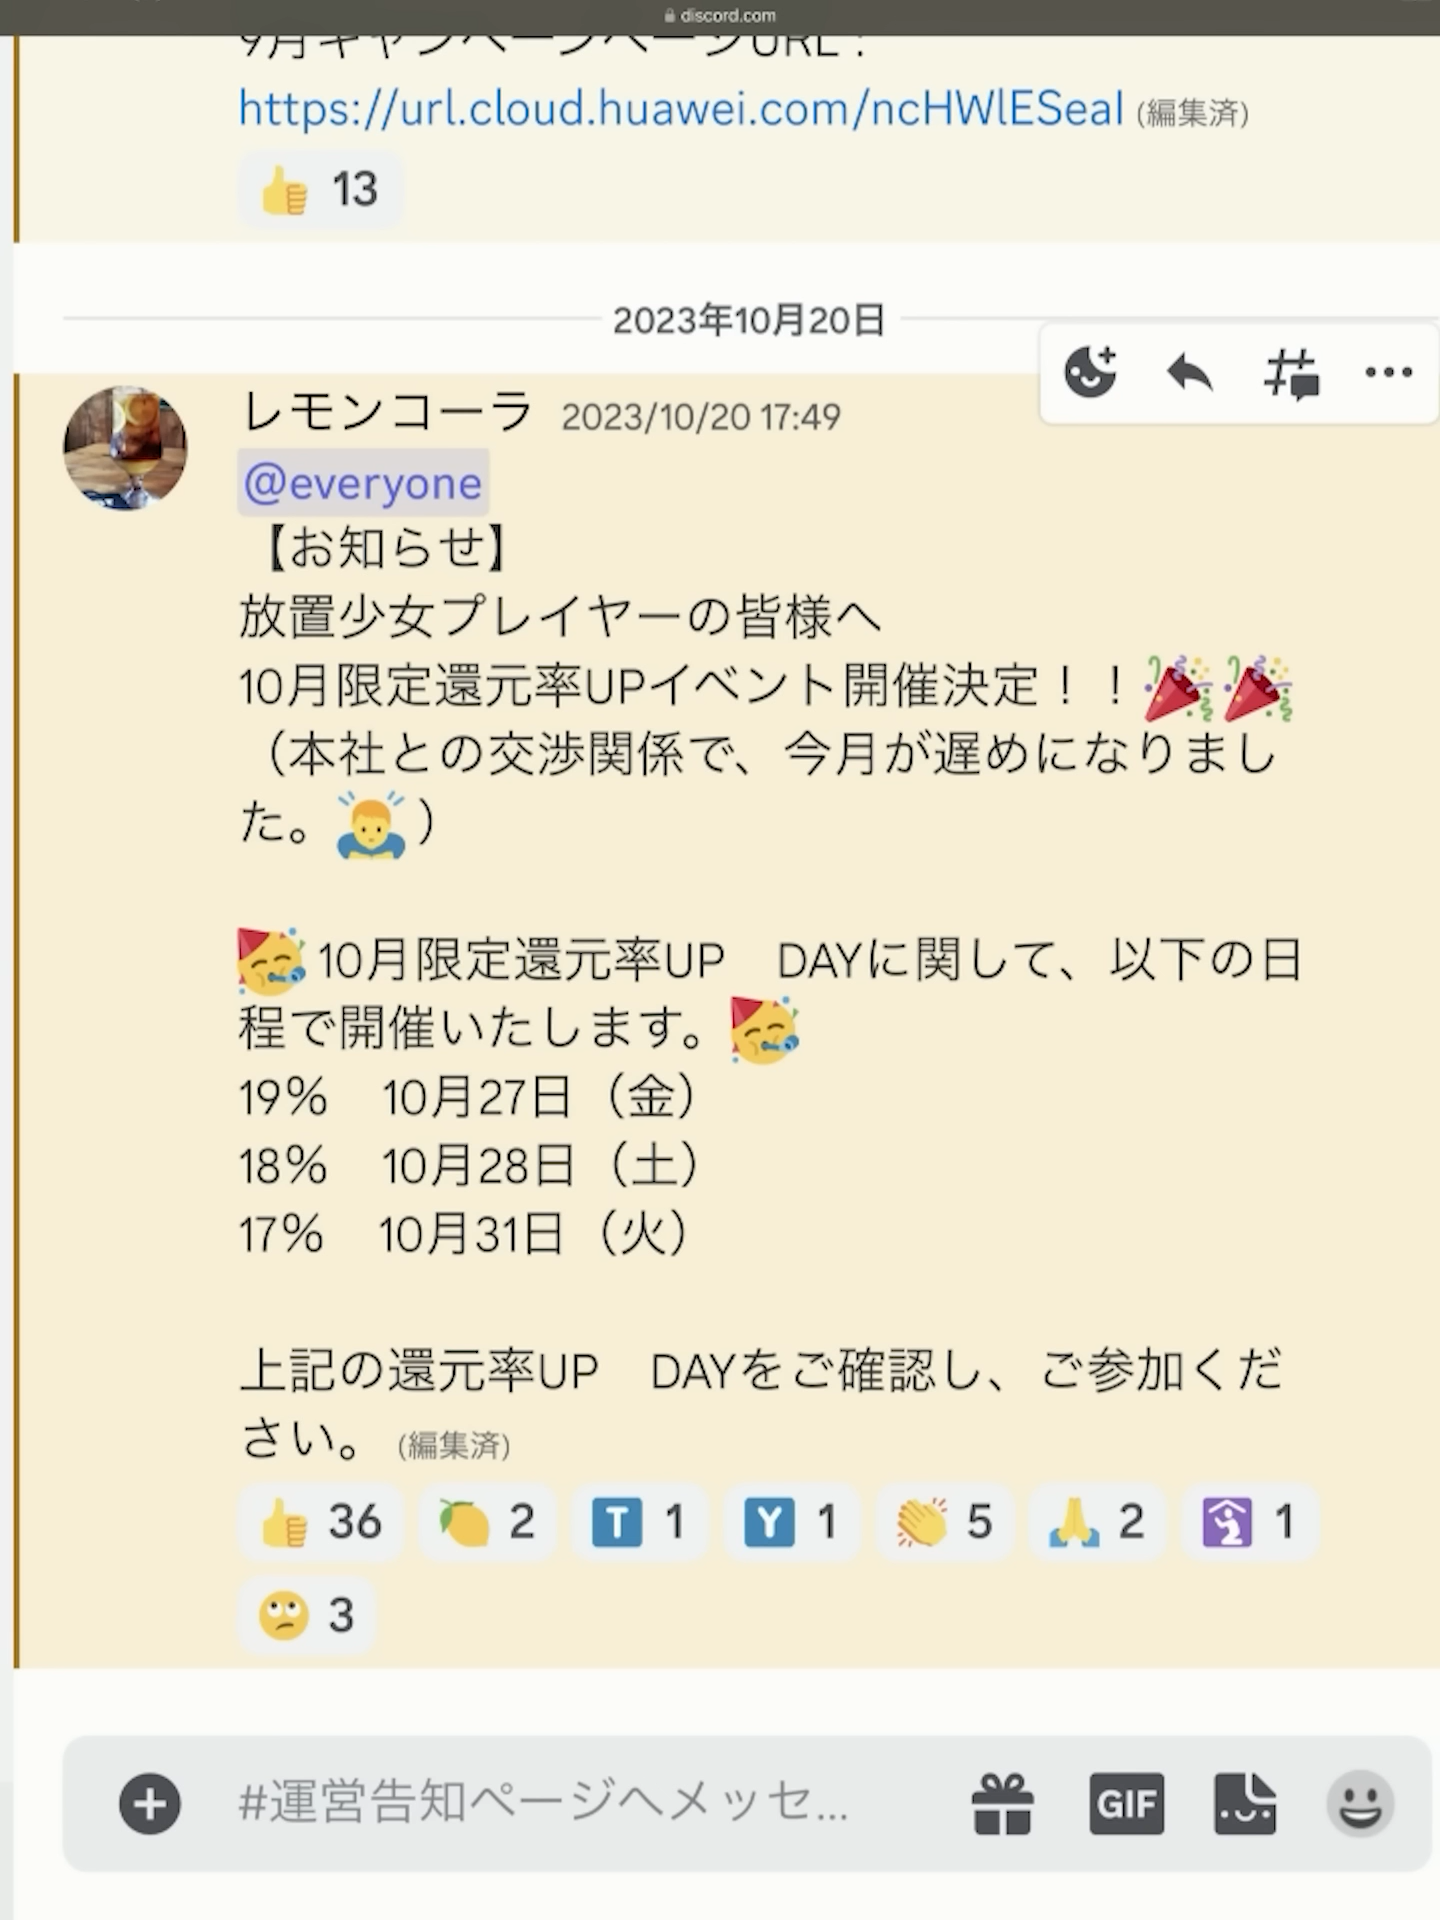 discord.com
9月キャンペーンページURL：
https://url.cloud.huawei.com/ncHWlESeaI (編集済)
13
2023年10月20日
レモンコーラ 2023/10/20 17:49
@everyone
【お知らせ】
放置少女プレイヤーの皆様へ
10月限定還元率UPイベント開催決定！！
（本社との交渉関係で、今月が遅めになりまし
た。）
10月限定還元率UP　DAYに関して、以下の日
程で開催いたします。
19%　10月27日（金）
18%　10月28日（土）
17%　10月31日（火）
上記の還元率UP　DAYをご確認し、ご参加くだ
さい。 (編集済)
36 2 T 1 Y 1 5 2 1
3
#運営告知ページへメッセ... GIF